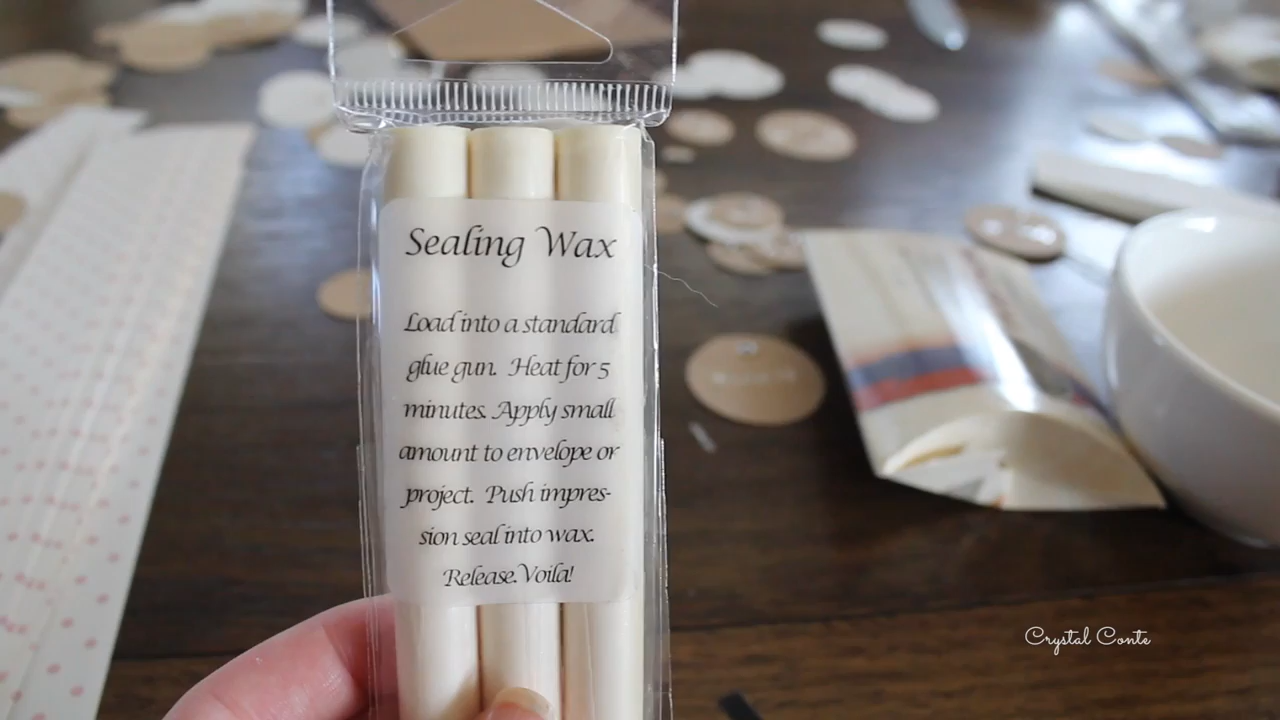 Sealing Wax
Load into a standard
glue gun. Heat for 5
minutes. Apply small
amount to envelope or
project. Push impres-
sion seal into wax.
Release. Voila!
Crystal Conte